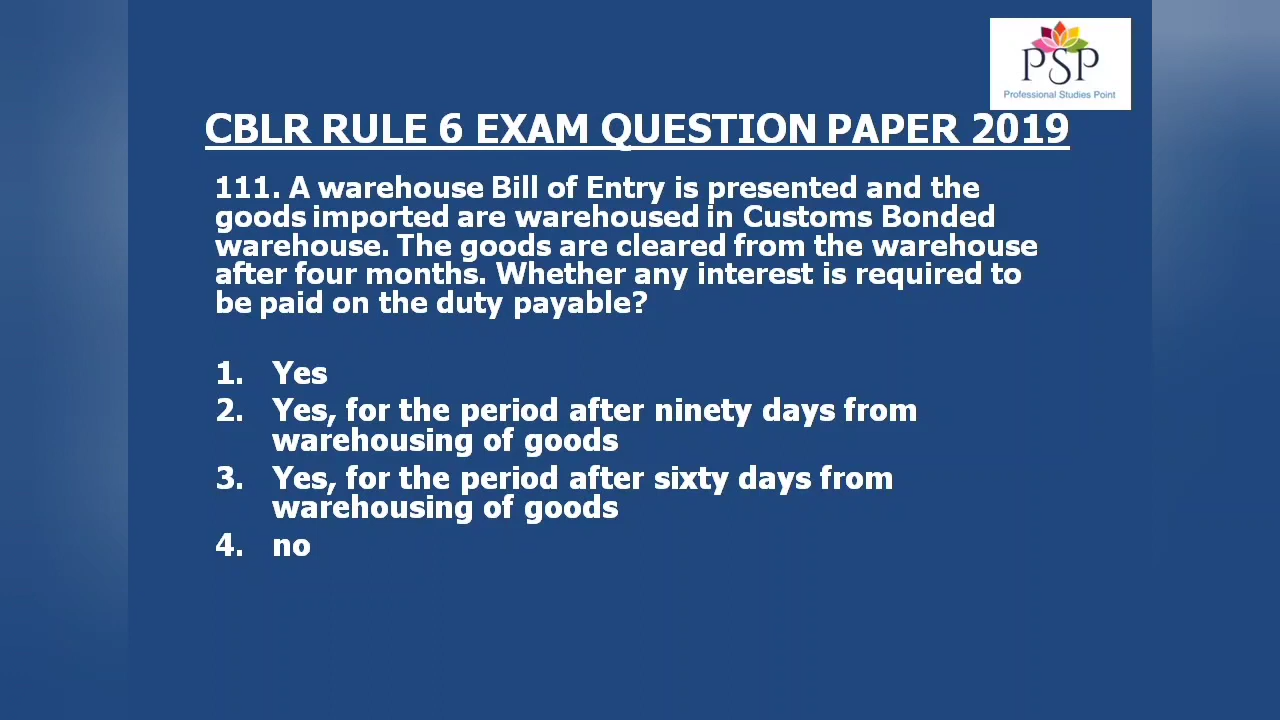 PSP
Professional Studies Point
CBLR RULE 6 EXAM QUESTION PAPER 2019
111. A warehouse Bill of Entry is presented and the
goods imported are warehoused in Customs Bonded
warehouse. The goods are cleared from the warehouse
after four months. Whether any interest is required to
be paid on the duty payable?
1. Yes
2. Yes, for the period after ninety days from
warehousing of goods
3. Yes, for the period after sixty days from
warehousing of goods
4. no